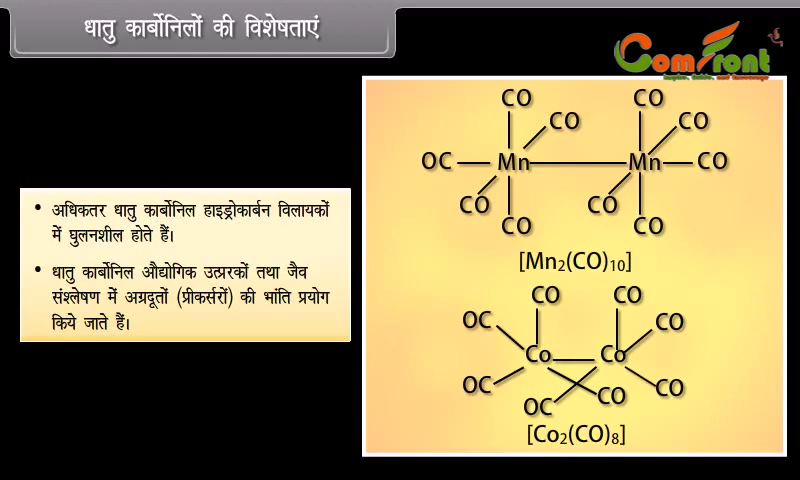 धातु कार्बोनिलों की विशेषताएं
ComFront
• अधिकतर धातु कार्बोनिल हाइड्रोकार्बन विलायकों
में घुलनशील होते हैं।
• धातु कार्बोनिल औद्योगिक उत्प्ररकों तथा जैव
संश्लेषण में अग्रदूतों (प्रीकर्सरों) की भांति प्रयोग
किये जाते हैं।
CO CO
CO CO
OC Mn Mn CO
CO CO
CO CO
[Mn₂(CO)₁₀]
CO CO
OC CO
Co Co
OC CO CO
OC
[Co₂(CO)₈]